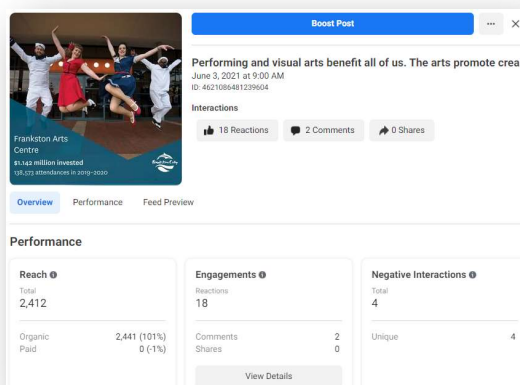 Boost Post
Performing and visual arts benefit all of us. The arts promote crea
June 3, 2021 at 9:00 AM
ID: 4621086481239604
Interactions
18 Reactions
2 Comments
0 Shares
Frankston Arts
Centre
$1.142 million invested
138,573 attendances in 2019-2020
Frankston City
Overview
Performance
Feed Preview
Performance
Reach
Total
2,412
Organic 2,441 (101%)
Paid 0 (-1%)
Engagements
Reactions
18
Comments 2
Shares 0
View Details
Negative Interactions
Total
4
Unique 4